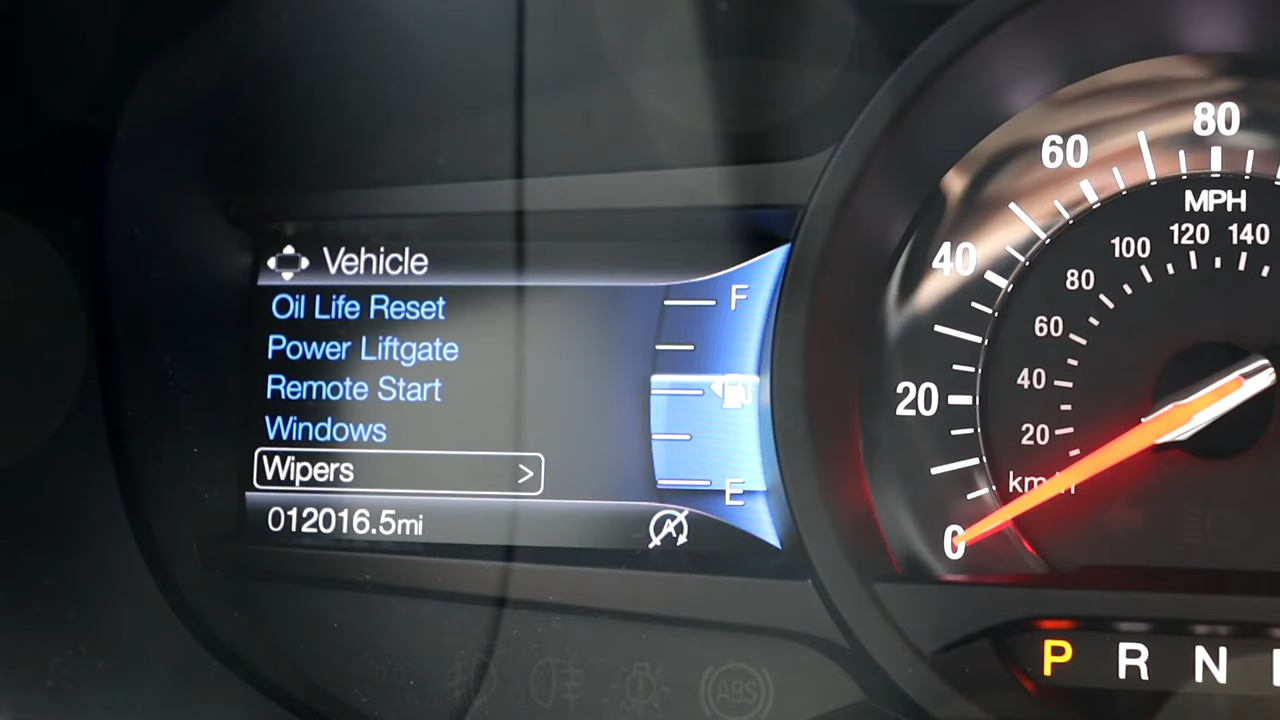 Vehicle
Oil Life Reset
Power Liftgate
Remote Start
Windows
Wipers >
012016.5mi
F
E
A
80
60
40
20
0
MPH
140
120
100
80
60
40
20
km/h
P R N
ABS